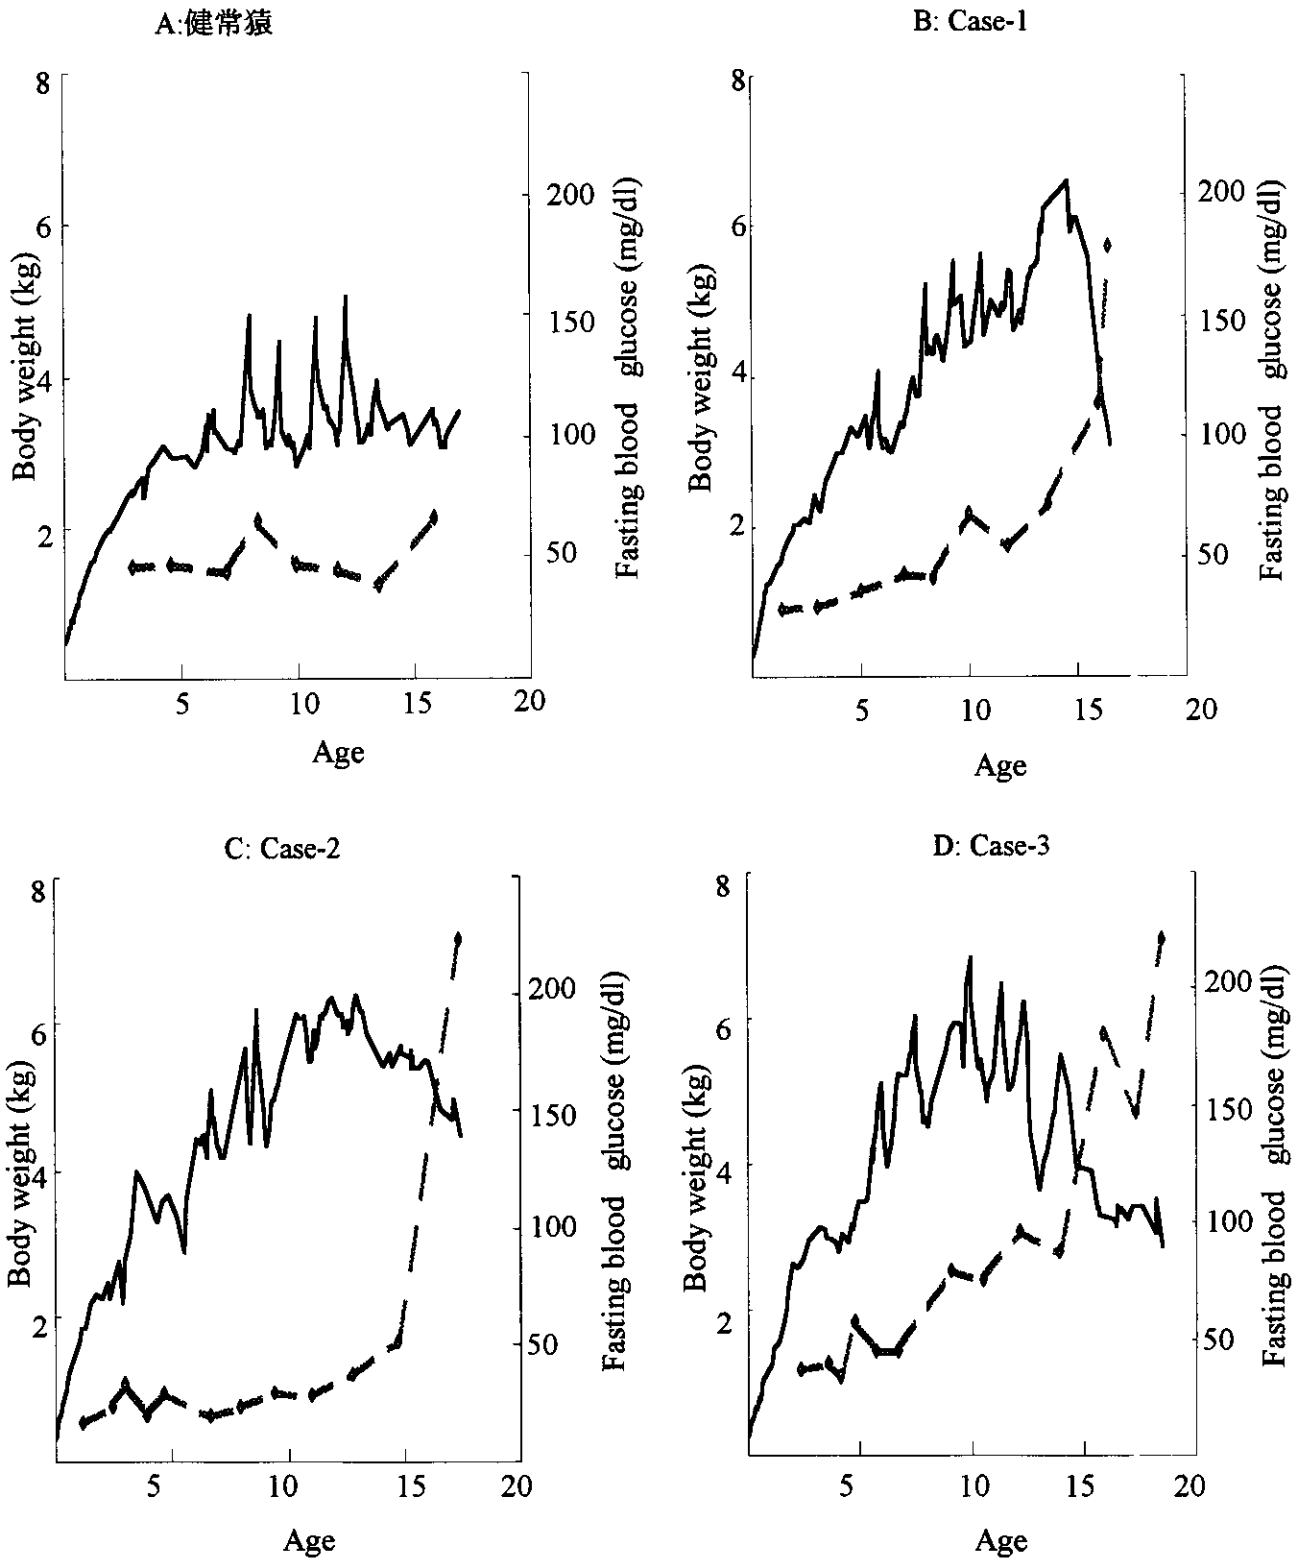 A:健常猿
8
6
4
2
Body weight (kg)
200
150
100
50
Fasting blood glucose (mg/dl)
5 10 15 20
Age
B: Case-1
8
6
4
2
Body weight (kg)
200
150
100
50
Fasting blood glucose (mg/dl)
5 10 15 20
Age
C: Case-2
8
6
4
2
Body weight (kg)
200
150
100
50
Fasting blood glucose (mg/dl)
5 10 15 20
Age
D: Case-3
8
6
4
2
Body weight (kg)
200
150
100
50
Fasting blood glucose (mg/dl)
5 10 15 20
Age